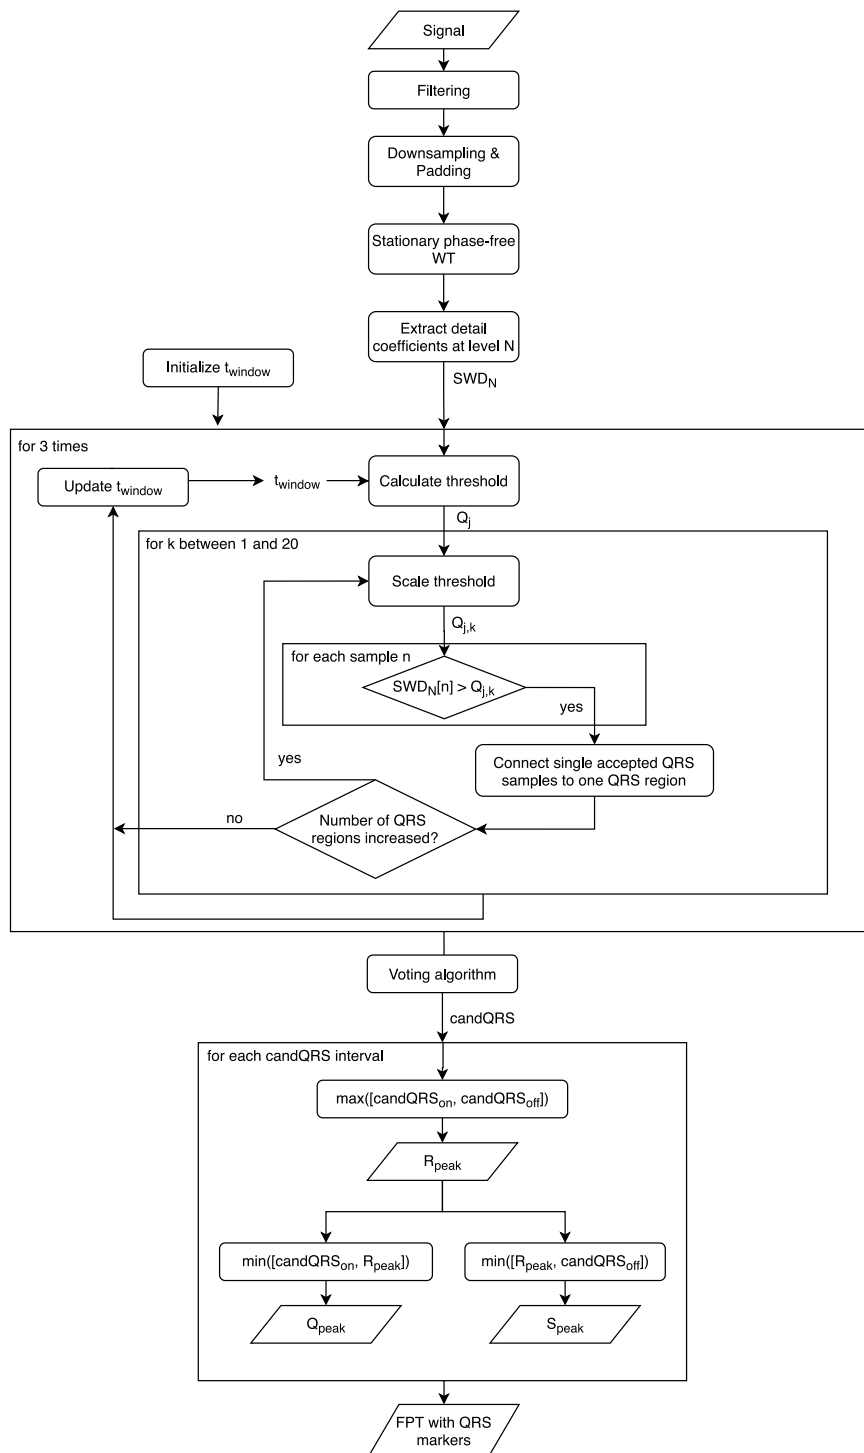 Signal
Filtering
Downsampling &
Padding
Stationary phase-free
WT
Extract detail
coefficients at level N
Initialize t_window
SWD_N
for 3 times
Update t_window
t_window
Calculate threshold
Q_j
for k between 1 and 20
Scale threshold
Q_j,k
for each sample n
SWD_N[n] > Q_j,k
yes
Connect single accepted QRS
samples to one QRS region
yes
Number of QRS
regions increased?
no
Voting algorithm
candQRS
for each candQRS interval
max([candQRS_on, candQRS_off])
R_peak
min([candQRS_on, R_peak])
min([R_peak, candQRS_off])
Q_peak
S_peak
FPT with QRS
markers